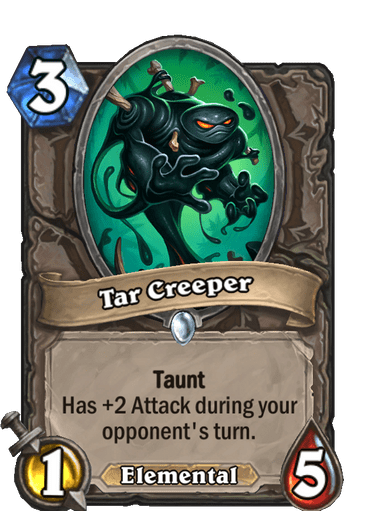 3
Tar Creeper
Taunt
Has +2 Attack during your
opponent's turn.
1
Elemental
5